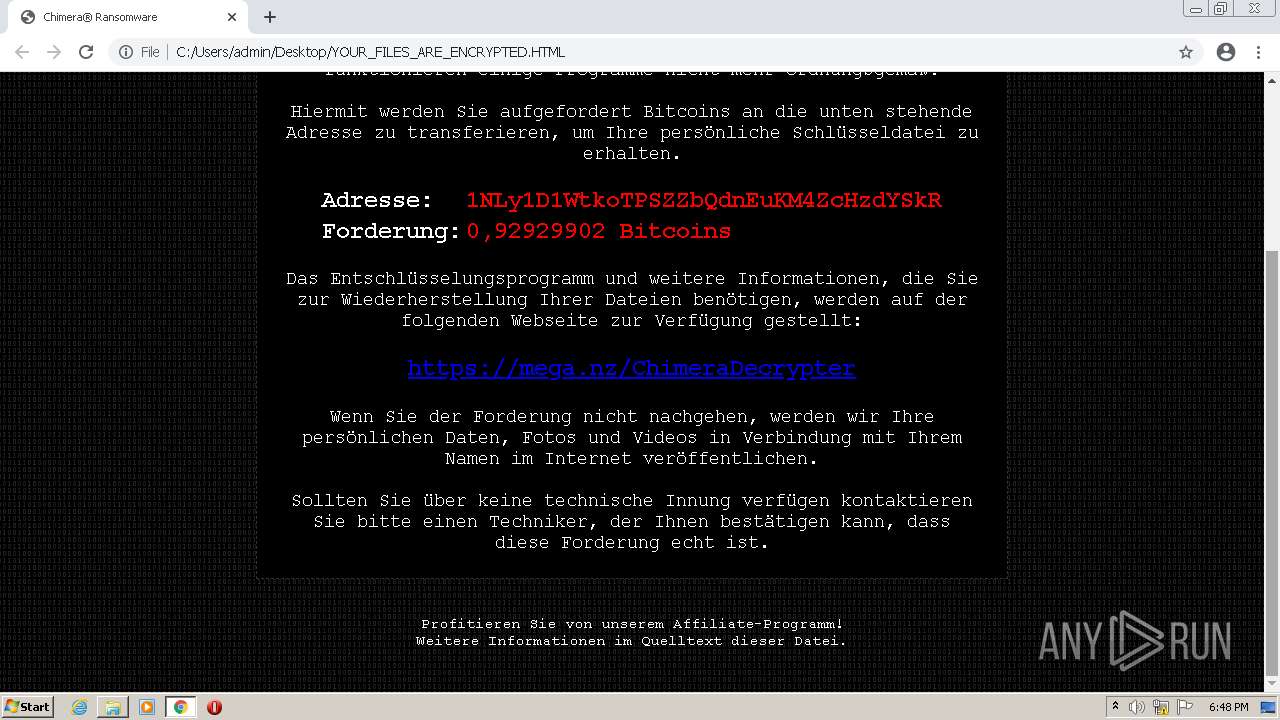 Chimera® Ransomware
File
C:/Users/admin/Desktop/YOUR_FILES_ARE_ENCRYPTED.HTML
funktionieren einige Programme nicht mehr ordnungsgemäß.
Hiermit werden Sie aufgefordert Bitcoins an die unten stehende
Adresse zu transferieren, um Ihre persönliche Schlüsseldatei zu
erhalten.
Adresse: 1NLy1D1WtkoTPSZZbQdnEuKM4ZcHzdYSkR
Forderung: 0,92929902 Bitcoins
Das Entschlüsselungsprogramm und weitere Informationen, die Sie
zur Wiederherstellung Ihrer Dateien benötigen, werden auf der
folgenden Webseite zur Verfügung gestellt:
https://mega.nz/ChimeraDecrypter
Wenn Sie der Forderung nicht nachgehen, werden wir Ihre
persönlichen Daten, Fotos und Videos in Verbindung mit Ihrem
Namen im Internet veröffentlichen.
Sollten Sie über keine technische Innung verfügen kontaktieren
Sie bitte einen Techniker, der Ihnen bestätigen kann, dass
diese Forderung echt ist.
Profitieren Sie von unserem Affiliate-Programm!
Weitere Informationen im Quelltext dieser Datei.
ANY RUN
Start
6:48 PM